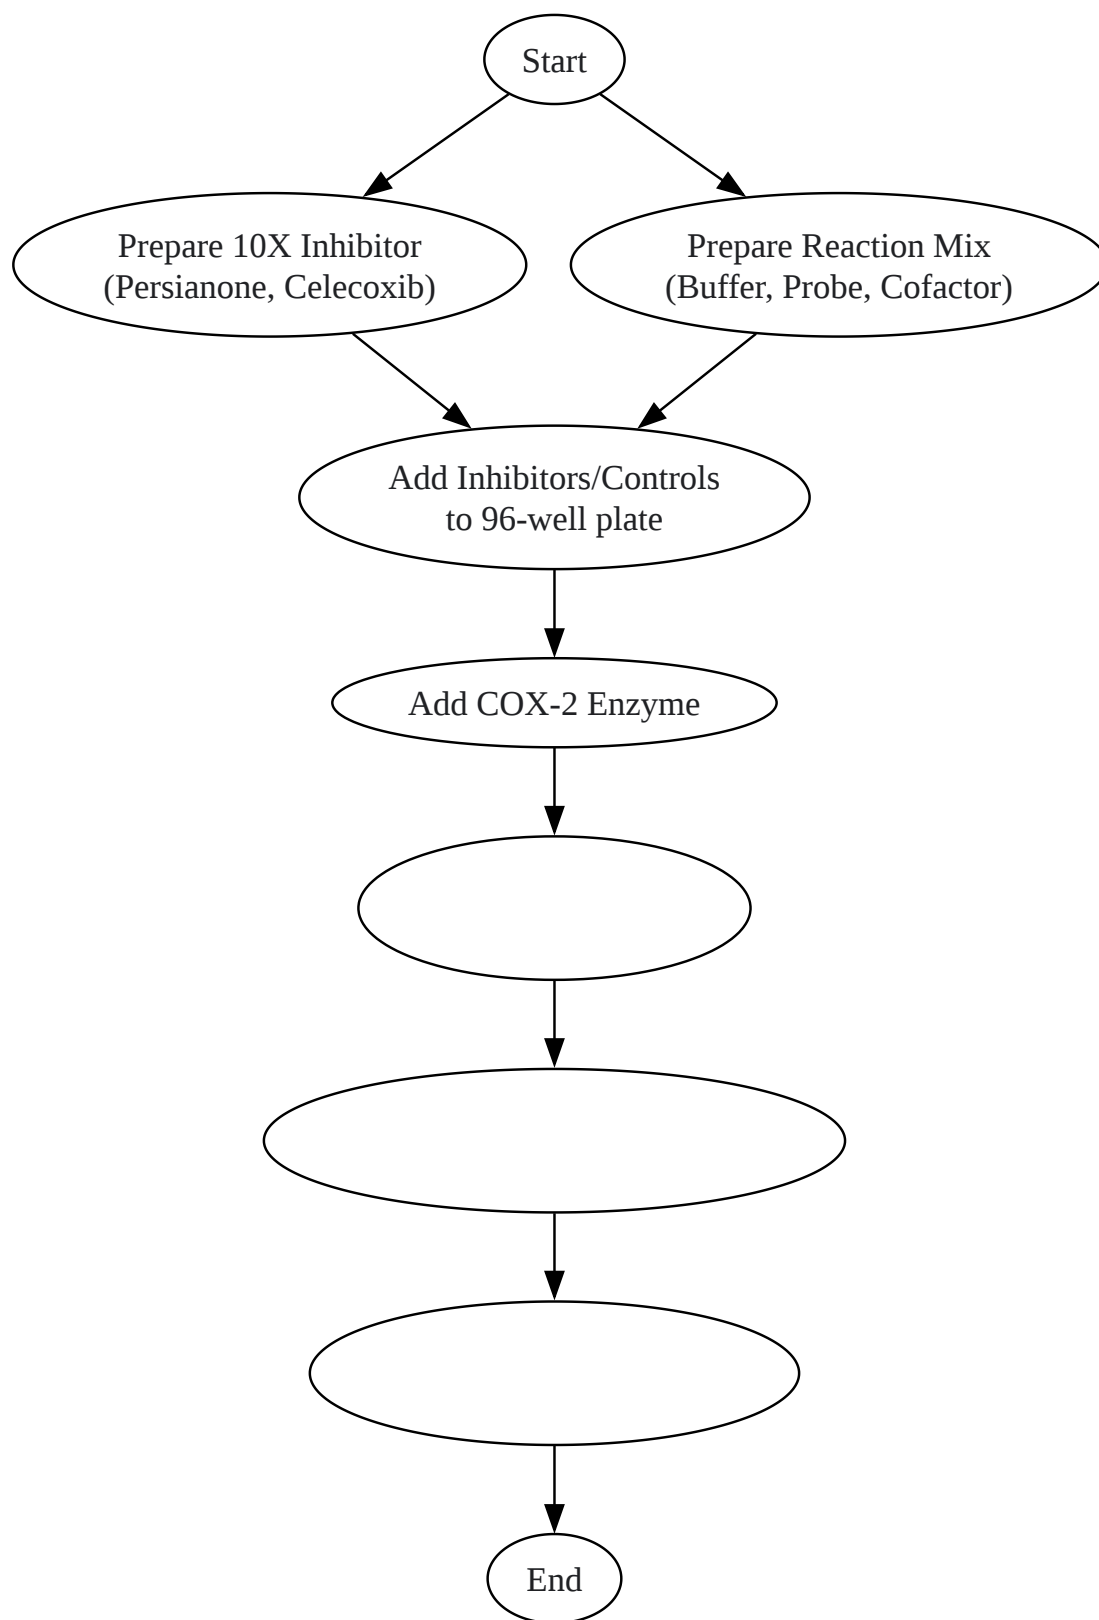 Start
Prepare 10X Inhibitor
(Persianone, Celecoxib)
Prepare Reaction Mix
(Buffer, Probe, Cofactor)
Add Inhibitors/Controls
to 96-well plate
Add COX-2 Enzyme
End